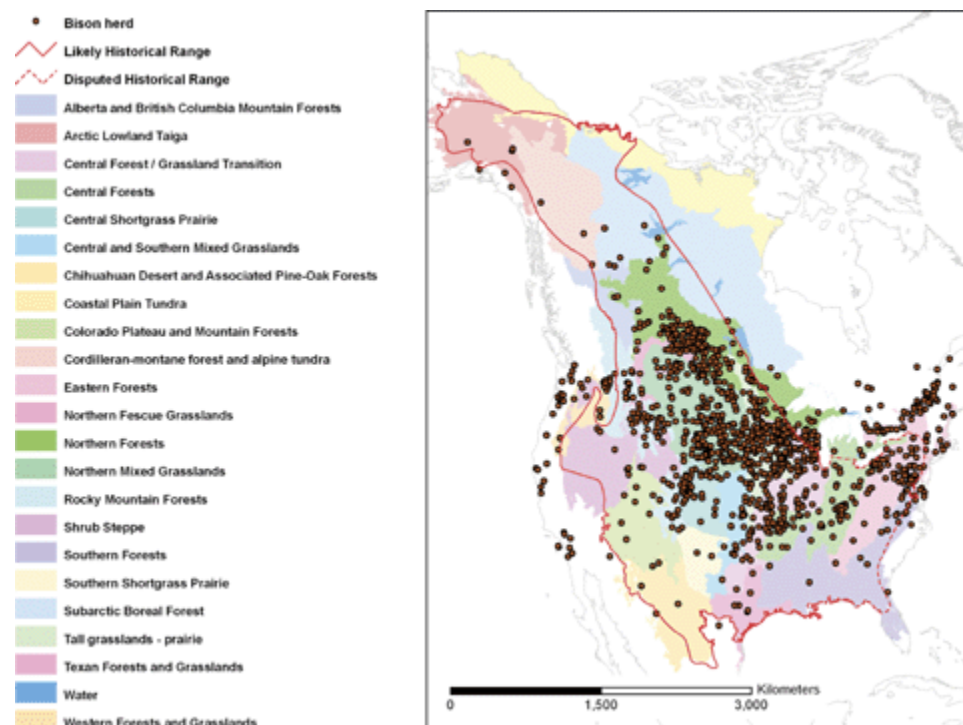 Bison herd
Likely Historical Range
Disputed Historical Range
Alberta and British Columbia Mountain Forests
Arctic Lowland Taiga
Central Forest / Grassland Transition
Central Forests
Central Shortgrass Prairie
Central and Southern Mixed Grasslands
Chihuahuan Desert and Associated Pine-Oak Forests
Coastal Plain Tundra
Colorado Plateau and Mountain Forests
Cordilleran-montane forest and alpine tundra
Eastern Forests
Northern Fescue Grasslands
Northern Forests
Northern Mixed Grasslands
Rocky Mountain Forests
Shrub Steppe
Southern Forests
Southern Shortgrass Prairie
Subarctic Boreal Forest
Tall grasslands - prairie
Texan Forests and Grasslands
Water
Western Forests and Grasslands
Kilometers
0 1,500 3,000